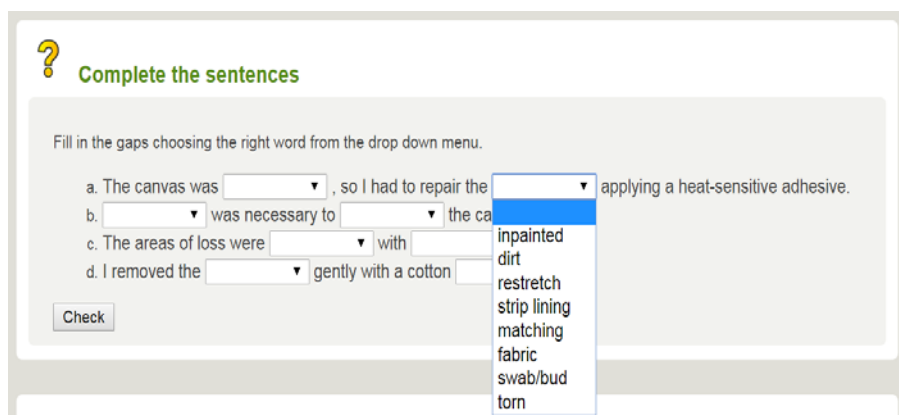 ?
Complete the sentences
Fill in the gaps choosing the right word from the drop down menu.
a. The canvas was , so I had to repair the applying a heat-sensitive adhesive.
b. was necessary to the ca
c. The areas of loss were with
d. I removed the gently with a cotton
inpainted
dirt
restretch
strip lining
matching
fabric
swab/bud
torn
Check